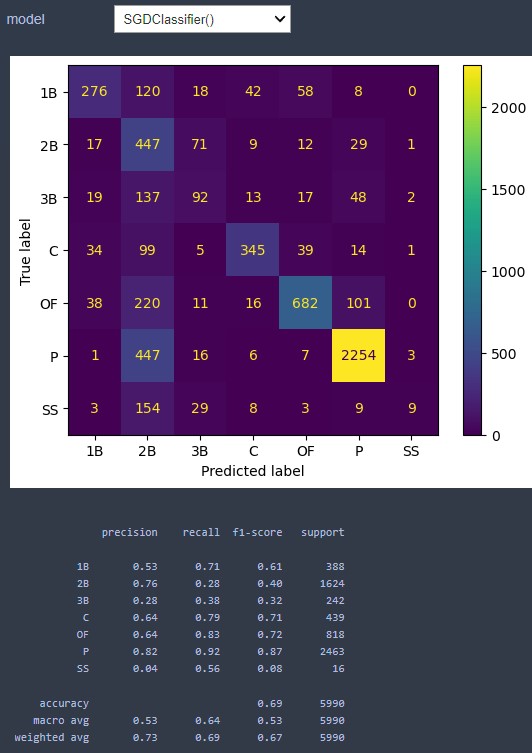 model SGDClassifier()
1B 276 120 18 42 58 8 0
2B 17 447 71 9 12 29 1
3B 19 137 92 13 17 48 2
C 34 99 5 345 39 14 1
OF 38 220 11 16 682 101 0
P 1 447 16 6 7 2254 3
SS 3 154 29 8 3 9 9
True label
1B 2B 3B C OF P SS
Predicted label
2000
1500
1000
500
0
precision recall f1-score support
1B 0.53 0.71 0.61 388
2B 0.76 0.28 0.40 1624
3B 0.28 0.38 0.32 242
C 0.64 0.79 0.71 439
OF 0.64 0.83 0.72 818
P 0.82 0.92 0.87 2463
SS 0.04 0.56 0.08 16
accuracy 0.69 5990
macro avg 0.53 0.64 0.53 5990
weighted avg 0.73 0.69 0.67 5990